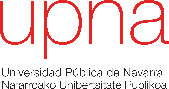 upna
Universidad Pública de Navarra
Nafarroako Unibertsitate Publikoa